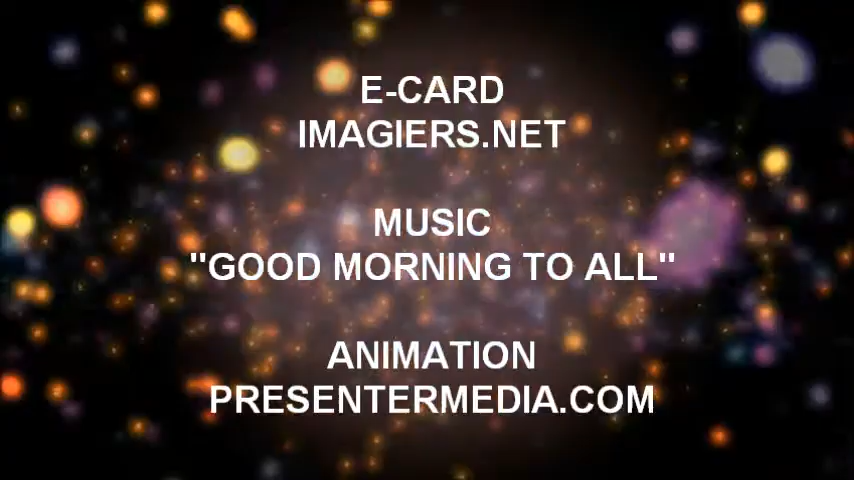 E-CARD
IMAGIERS.NET
MUSIC
"GOOD MORNING TO ALL"
ANIMATION
PRESENTERMEDIA.COM